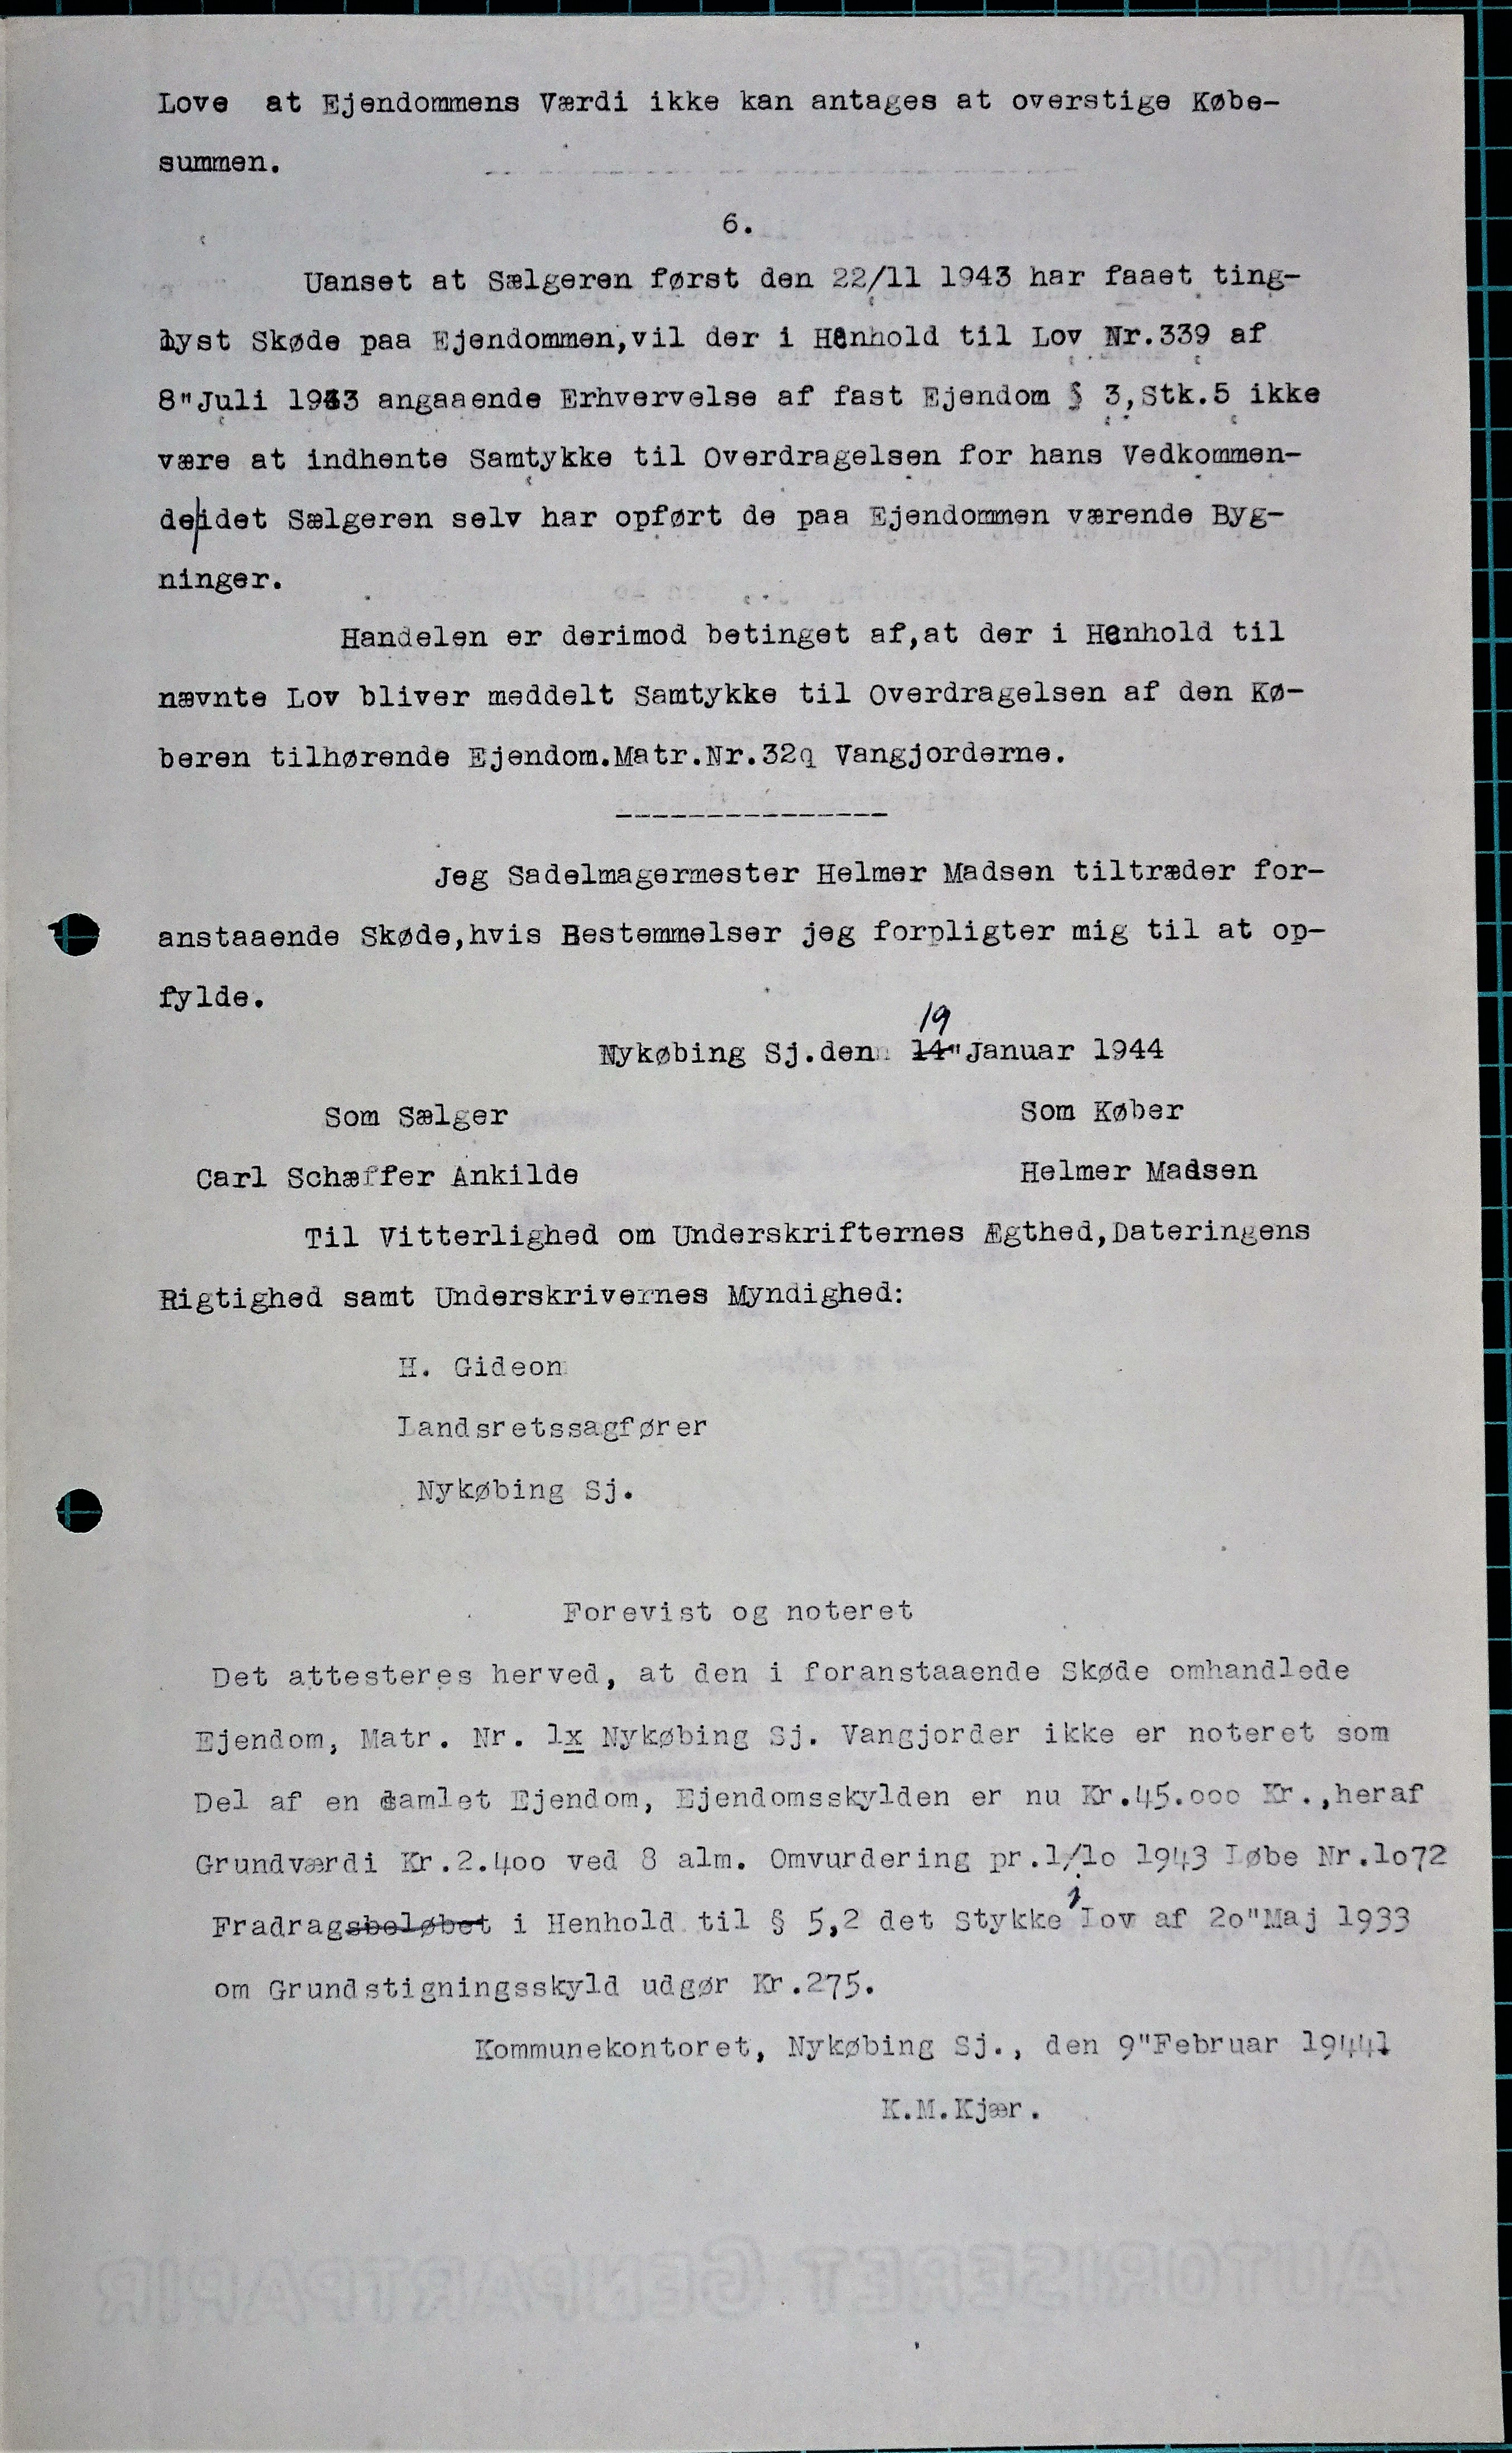 Love at Ejendommens Værdi ikke kan antages at overstige Købe-
summen.
6.
Uanset at Sælgeren først den 22/11 1943 har faaet ting-
lyst Skøde paa Ejendommen,vil der i Henhold til Lov Nr.339 af
8"Juli 1943 angaaende Erhvervelse af fast Ejendom § 3,Stk.5 ikke
være at indhente Samtykke til Overdragelsen for hans Vedkommen-
de,idet Sælgeren selv har opført de paa Ejendommen værende Byg-
ninger.
Handelen er derimod betinget af,at der i Henhold til
nævnte Lov bliver meddelt Samtykke til Overdragelsen af den Kø-
beren tilhørende Ejendom.Matr.Nr.32q Vangjorderne.
---------------
Jeg Sadelmagermester Helmer Madsen tiltræder for-
anstaaende Skøde,hvis Bestemmelser jeg forpligter mig til at op-
fylde.
19
Nykøbing Sj.den 14"Januar 1944
Som Sælger Som Køber
Carl Schæffer Ankilde Helmer Madsen
Til Vitterlighed om Underskrifternes Ægthed,Dateringens
Rigtighed samt Underskrivernes Myndighed:
H. Gideon
Landsretssagfører
Nykøbing Sj.
Forevist og noteret
Det attesteres herved, at den i foranstaaende Skøde omhandlede
Ejendom, Matr. Nr. 1x Nykøbing Sj. Vangjorder ikke er noteret som
Del af en samlet Ejendom, Ejendomsskylden er nu Kr.45.ooo Kr.,heraf
Grundværdi Kr.2.4oo ved 8 alm. Omvurdering pr.1/1o 1943 Løbe Nr.1o72
Fradragsbeløbet i Henhold til § 5,2 det Stykke i Lov af 2o"Maj 1933
om Grundstigningsskyld udgør Kr.275.
Kommunekontoret, Nykøbing Sj., den 9"Februar 1944
K.M.Kjær.
AUTORISERET GENPARTPAPIR